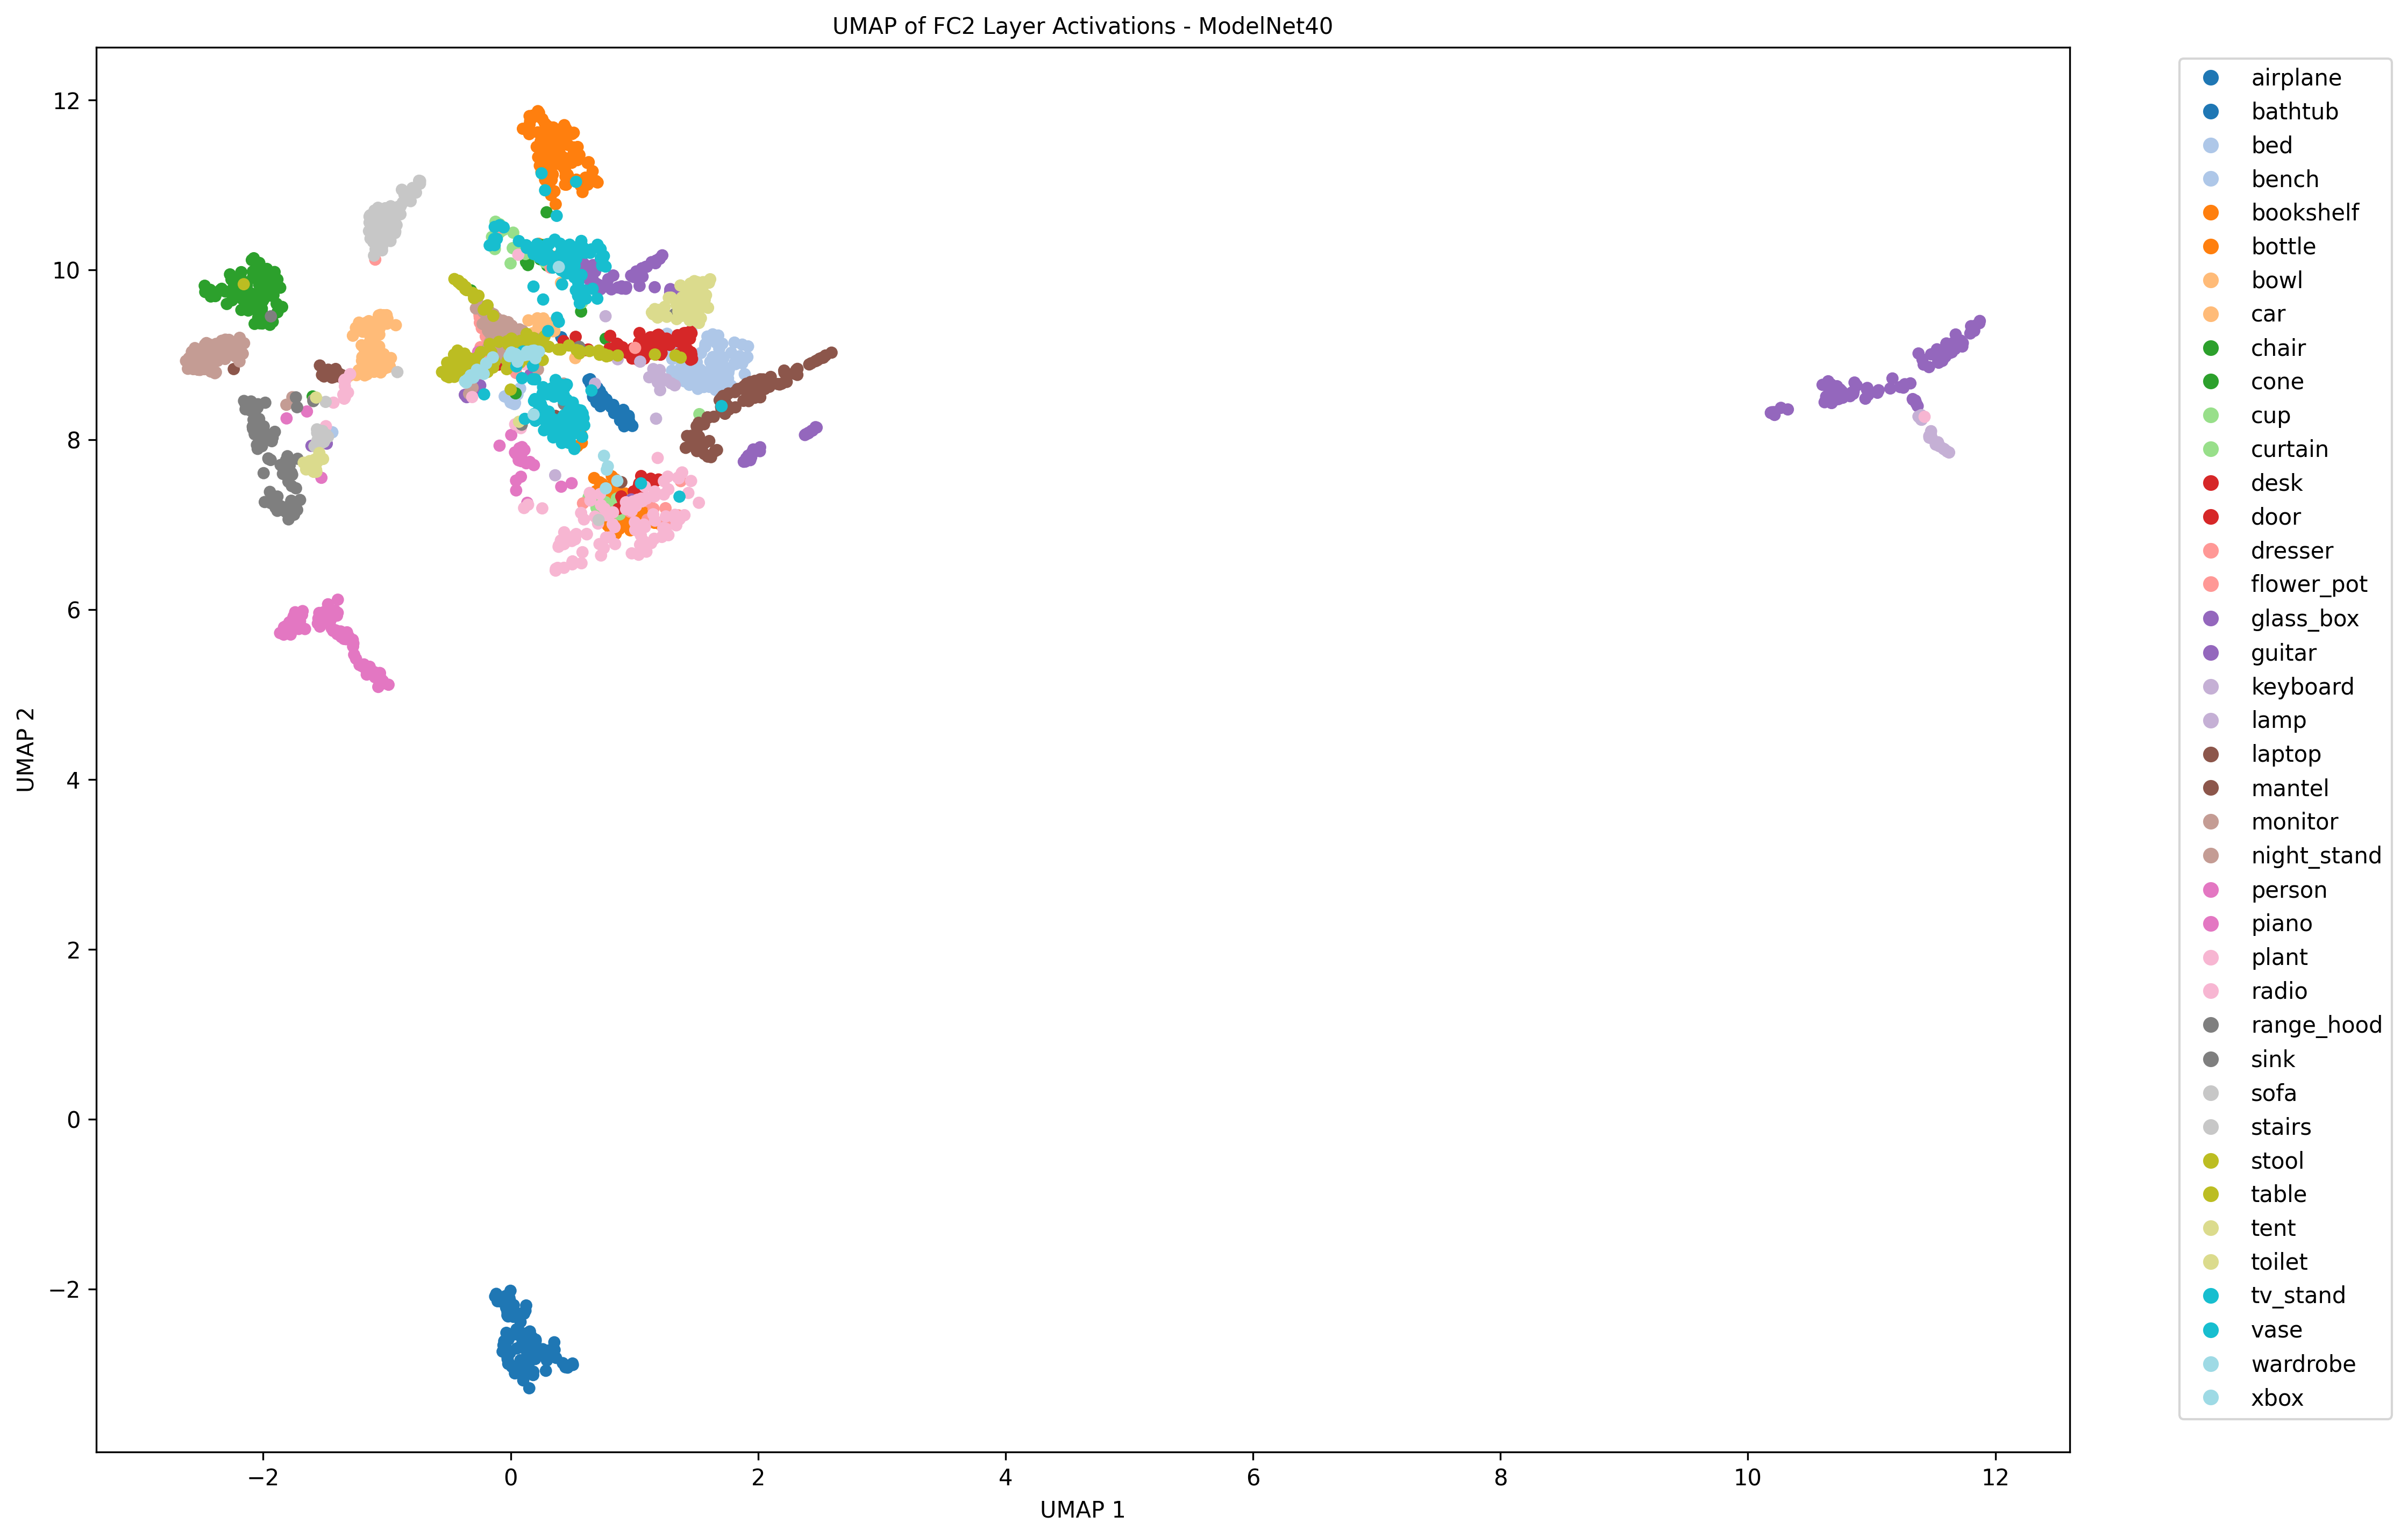 UMAP of FC2 Layer Activations - ModelNet40
12
10
8
6
4
2
0
−2
UMAP 2
−2
0
2
4
6
8
10
12
UMAP 1
airplane
bathtub
bed
bench
bookshelf
bottle
bowl
car
chair
cone
cup
curtain
desk
door
dresser
flower_pot
glass_box
guitar
keyboard
lamp
laptop
mantel
monitor
night_stand
person
piano
plant
radio
range_hood
sink
sofa
stairs
stool
table
tent
toilet
tv_stand
vase
wardrobe
xbox